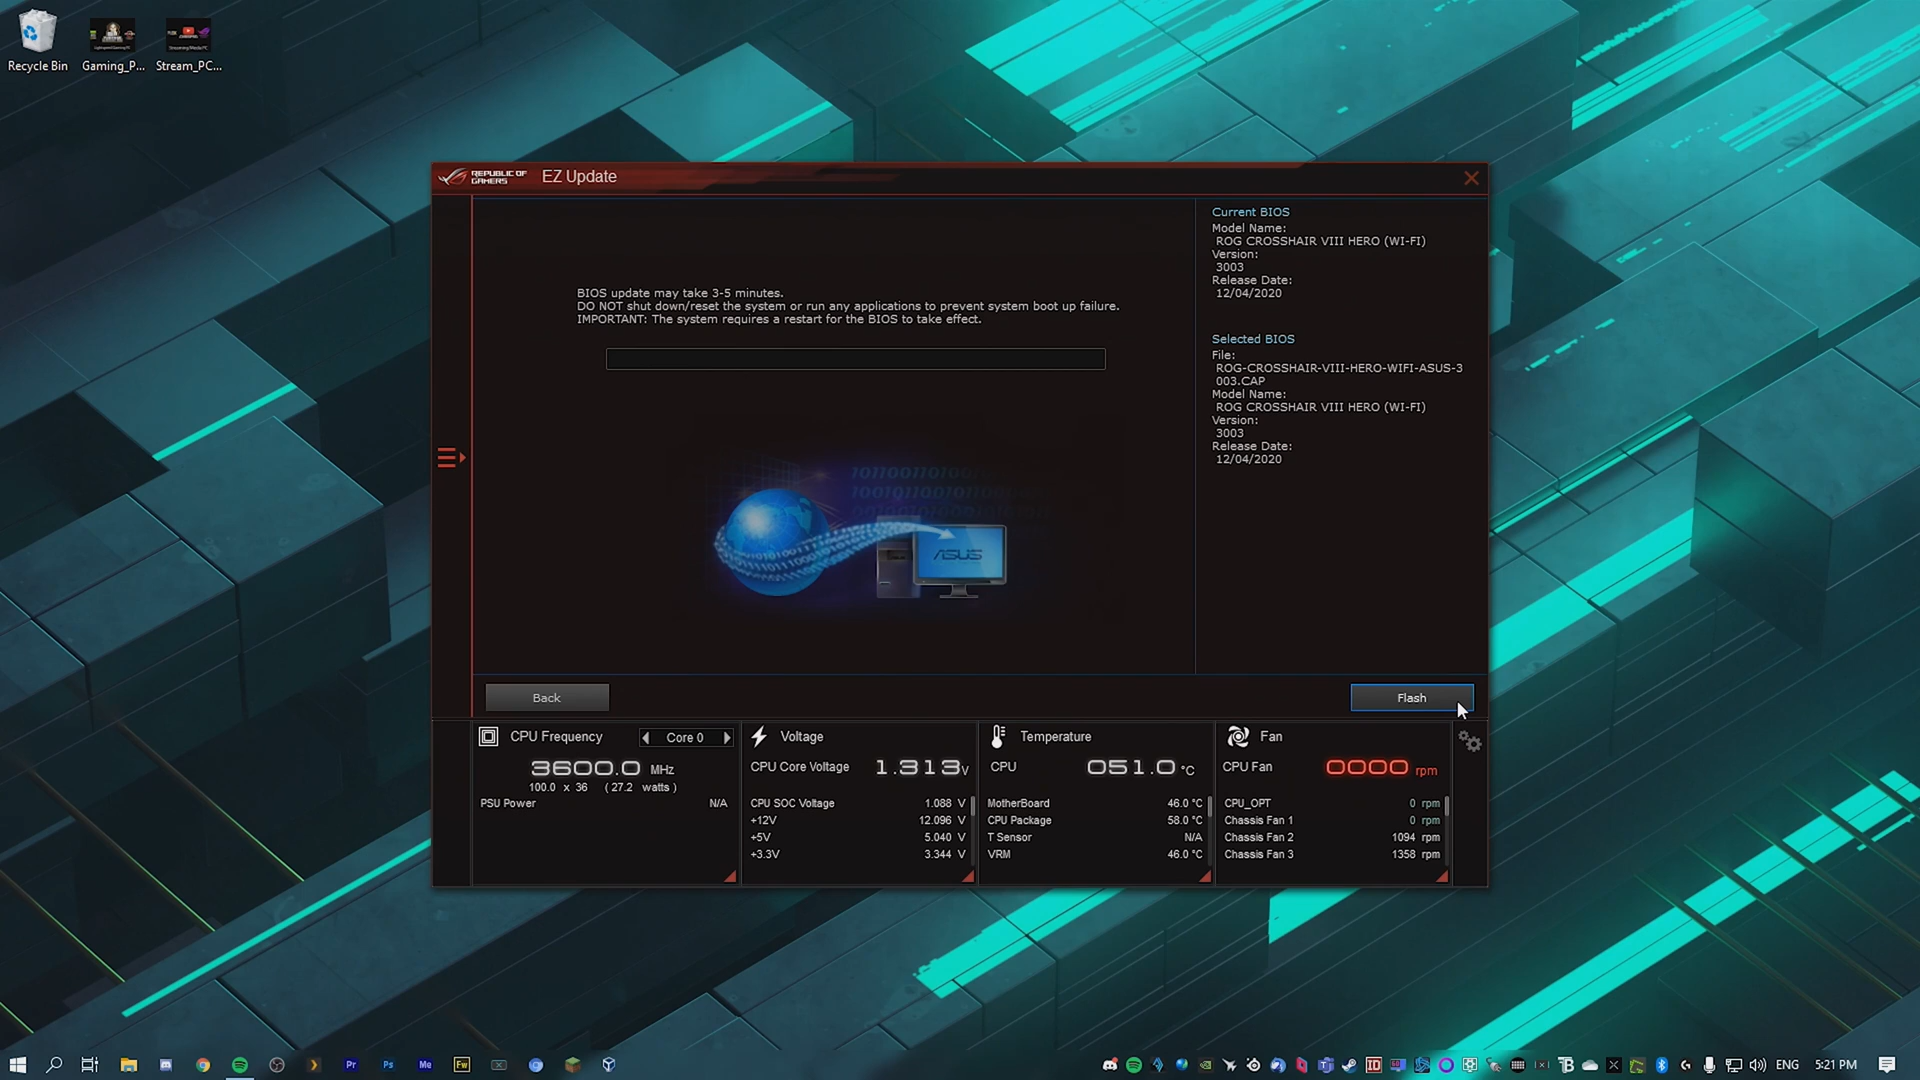 Recycle Bin
Gaming_P...
Stream_PC...
REPUBLIC OF
GAMERS
EZ Update
BIOS update may take 3-5 minutes.
DO NOT shut down/reset the system or run any applications to prevent system boot up failure.
IMPORTANT: The system requires a restart for the BIOS to take effect.
Current BIOS
Model Name:
ROG CROSSHAIR VIII HERO (WI-FI)
Version:
3003
Release Date:
12/04/2020
Selected BIOS
File:
ROG-CROSSHAIR-VIII-HERO-WIFI-ASUS-3
003.CAP
Model Name:
ROG CROSSHAIR VIII HERO (WI-FI)
Version:
3003
Release Date:
12/04/2020
ASUS
Back
Flash
CPU Frequency
Core 0
3600.0 MHz
100.0 x 36 (27.2 watts)
PSU Power N/A
Voltage
CPU Core Voltage 1.313V
CPU SOC Voltage 1.088 V
+12V 12.096 V
+5V 5.040 V
+3.3V 3.344 V
Temperature
CPU 051.0 °C
MotherBoard 46.0 °C
CPU Package 58.0 °C
T Sensor N/A
VRM 46.0 °C
Fan
CPU Fan 0000 rpm
CPU_OPT 0 rpm
Chassis Fan 1 0 rpm
Chassis Fan 2 1094 rpm
Chassis Fan 3 1358 rpm
Pr
Ps
Me
Fw
ID
ENG
5:21 PM